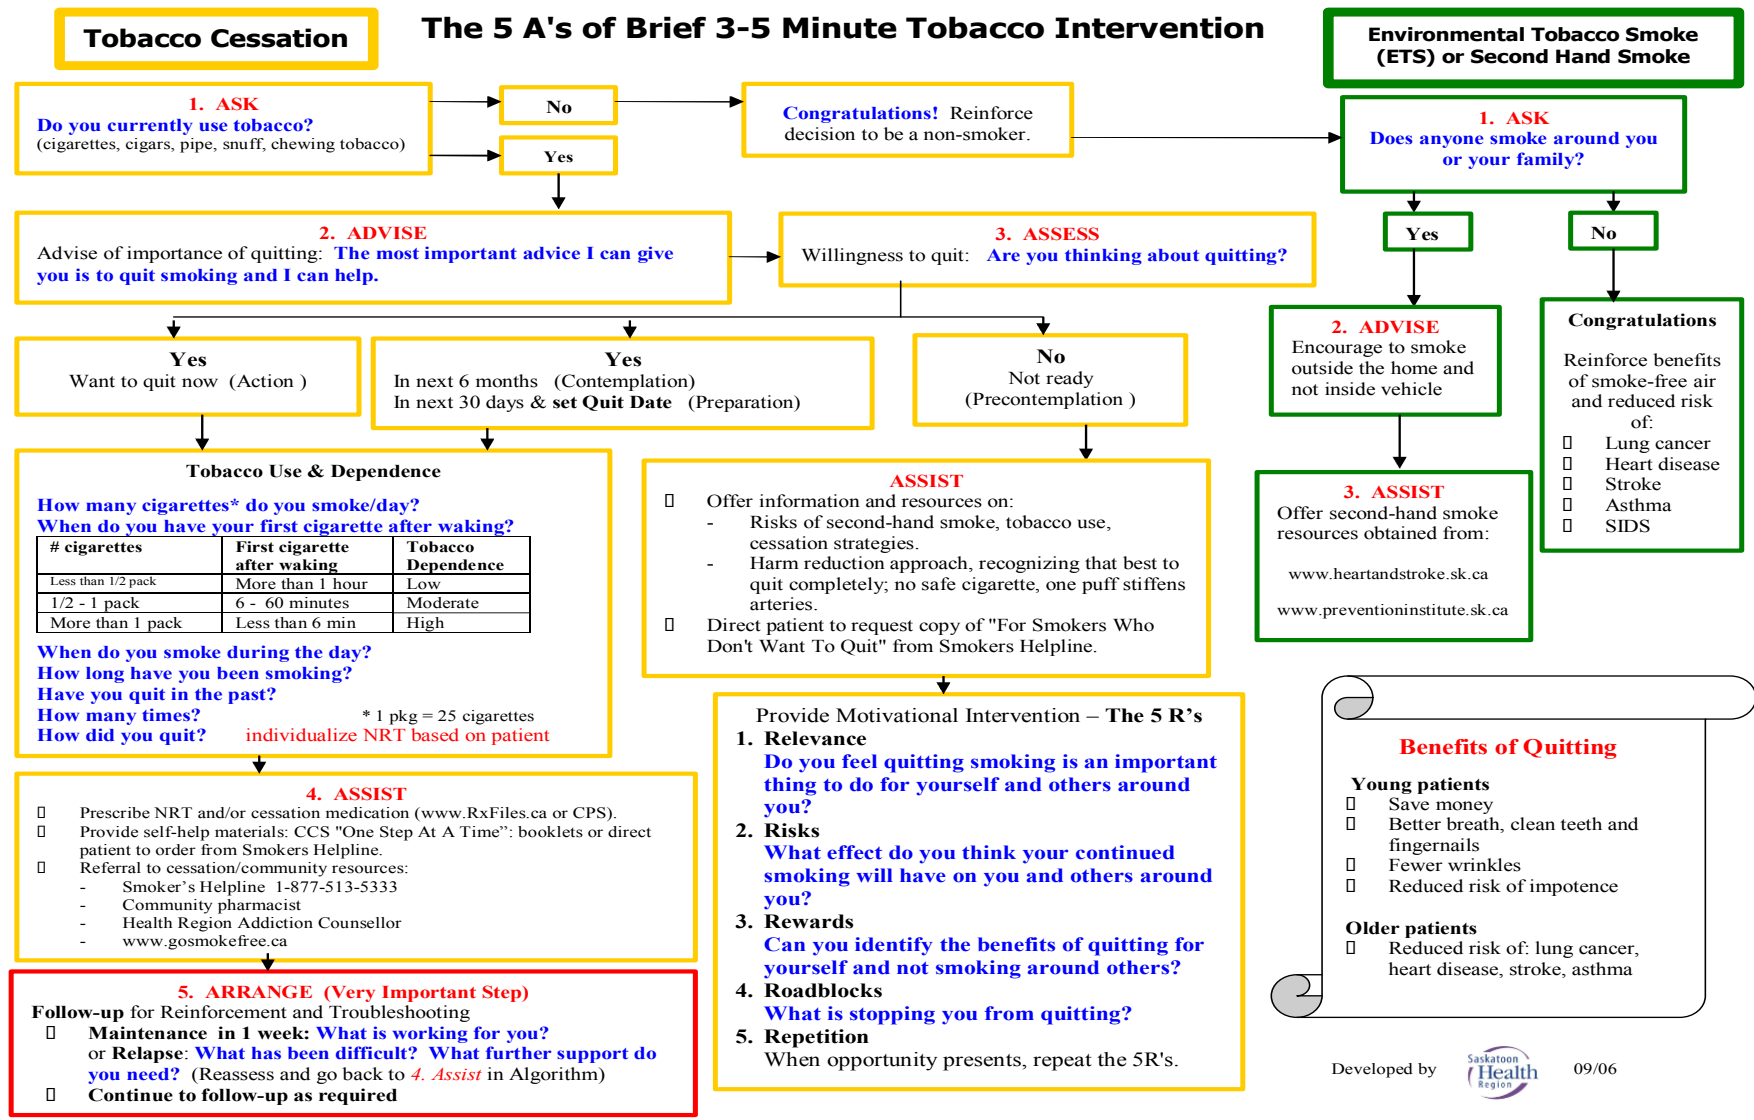 Tobacco Cessation
The 5 A's of Brief 3-5 Minute Tobacco Intervention
Environmental Tobacco Smoke
(ETS) or Second Hand Smoke
1. ASK
Do you currently use tobacco?
(cigarettes, cigars, pipe, snuff, chewing tobacco)
No
Yes
Congratulations! Reinforce
decision to be a non-smoker.
1. ASK
Does anyone smoke around you
or your family?
Yes
No
2. ADVISE
Advise of importance of quitting: The most important advice I can give
you is to quit smoking and I can help.
3. ASSESS
Willingness to quit: Are you thinking about quitting?
Yes
Want to quit now (Action )
Yes
In next 6 months (Contemplation)
In next 30 days & set Quit Date (Preparation)
No
Not ready
(Precontemplation )
2. ADVISE
Encourage to smoke
outside the home and
not inside vehicle
Congratulations
Reinforce benefits
of smoke-free air
and reduced risk
of:
Lung cancer
Heart disease
Stroke
Asthma
SIDS
3. ASSIST
Offer second-hand smoke
resources obtained from:
www.heartandstroke.sk.ca
www.preventioninstitute.sk.ca
Tobacco Use & Dependence
How many cigarettes* do you smoke/day?
When do you have your first cigarette after waking?
# cigarettes First cigarette after waking Tobacco Dependence
Less than 1/2 pack More than 1 hour Low
1/2 - 1 pack 6 - 60 minutes Moderate
More than 1 pack Less than 6 min High
When do you smoke during the day?
How long have you been smoking?
Have you quit in the past?
How many times? * 1 pkg = 25 cigarettes
How did you quit? individualize NRT based on patient
ASSIST
Offer information and resources on:
- Risks of second-hand smoke, tobacco use,
cessation strategies.
- Harm reduction approach, recognizing that best to
quit completely; no safe cigarette, one puff stiffens
arteries.
Direct patient to request copy of "For Smokers Who
Don't Want To Quit" from Smokers Helpline.
4. ASSIST
Prescribe NRT and/or cessation medication (www.RxFiles.ca or CPS).
Provide self-help materials: CCS "One Step At A Time”: booklets or direct
patient to order from Smokers Helpline.
Referral to cessation/community resources:
- Smoker’s Helpline 1-877-513-5333
- Community pharmacist
- Health Region Addiction Counsellor
- www.gosmokefree.ca
5. ARRANGE (Very Important Step)
Follow-up for Reinforcement and Troubleshooting
Maintenance in 1 week: What is working for you?
or Relapse: What has been difficult? What further support do
you need? (Reassess and go back to 4. Assist in Algorithm)
Continue to follow-up as required
Provide Motivational Intervention – The 5 R’s
1. Relevance
Do you feel quitting smoking is an important
thing to do for yourself and others around
you?
2. Risks
What effect do you think your continued
smoking will have on you and others around
you?
3. Rewards
Can you identify the benefits of quitting for
yourself and not smoking around others?
4. Roadblocks
What is stopping you from quitting?
5. Repetition
When opportunity presents, repeat the 5R's.
Benefits of Quitting
Young patients
Save money
Better breath, clean teeth and
fingernails
Fewer wrinkles
Reduced risk of impotence
Older patients
Reduced risk of: lung cancer,
heart disease, stroke, asthma
Developed by
Saskatoon
Health
Region
09/06